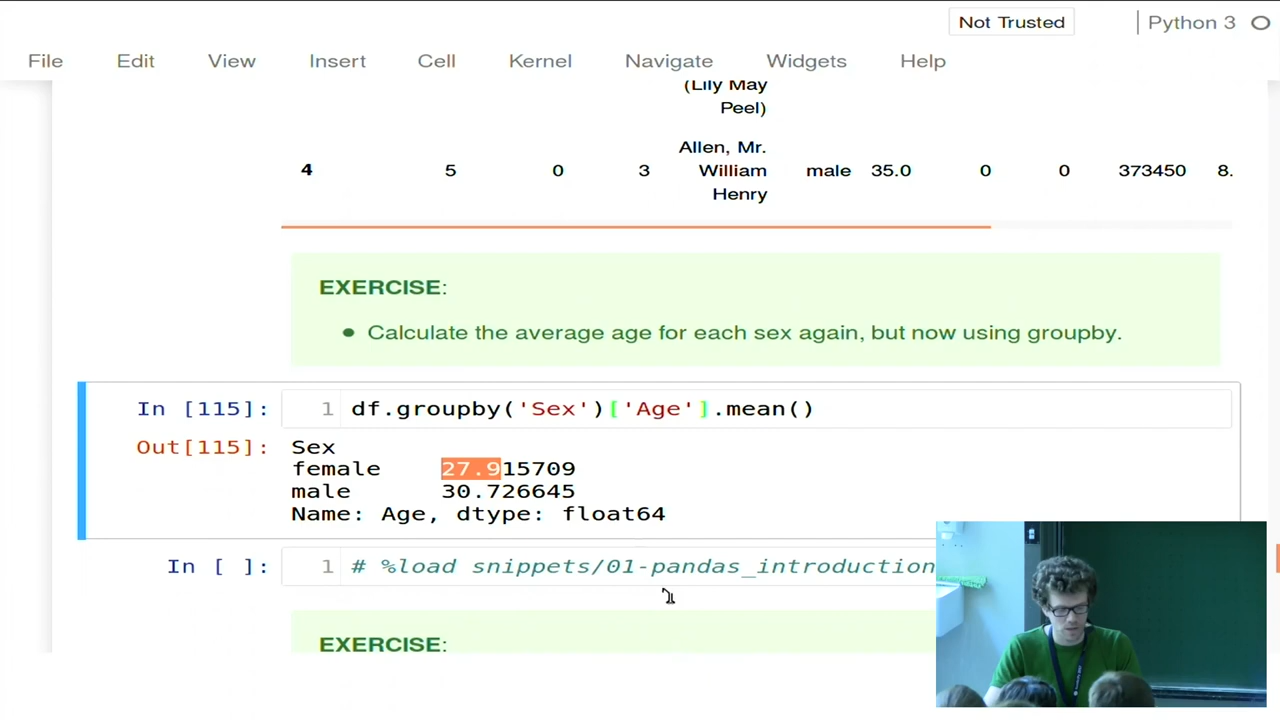 Not Trusted
Python 3
File Edit View Insert Cell Kernel Navigate Widgets Help
(Lily May
Peel)
Allen, Mr.
4 5 0 3 William male 35.0 0 0 373450 8.
Henry
EXERCISE:
Calculate the average age for each sex again, but now using groupby.
In [115]: 1 df.groupby('Sex')['Age'].mean()
Out[115]: Sex
female 27.915709
male 30.726645
Name: Age, dtype: float64
In [ ]: 1 # %load snippets/01-pandas_introduction
EXERCISE: